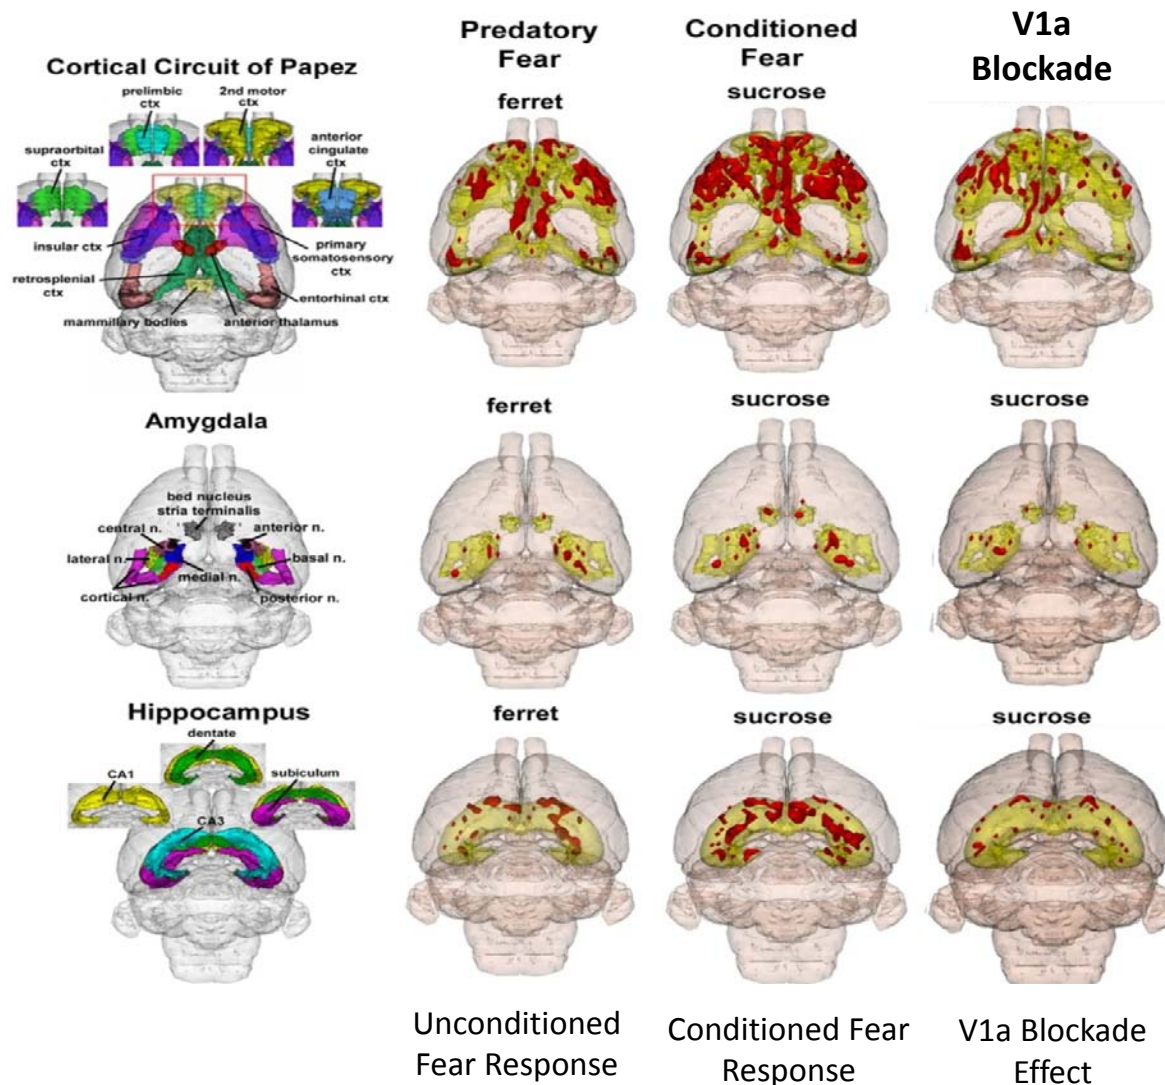 Predatory
Fear
Conditioned
Fear
V1a
Blockade
Cortical Circuit of Papez
prelimbic
ctx
2nd motor
ctx
supraorbital
ctx
anterior
cingulate
ctx
insular ctx
primary
somatosensory
ctx
retrosplenial
ctx
entorhinal ctx
mammiliary bodies
anterior thalamus
ferret
sucrose
Amygdala
bed nucleus
stria terminalis
central n.
anterior n.
lateral n.
basal n.
medial n.
cortical n.
posterior n.
ferret
sucrose
sucrose
Hippocampus
dentate
CA1
subiculum
CA3
ferret
sucrose
sucrose
Unconditioned
Fear Response
Conditioned Fear
Response
V1a Blockade
Effect